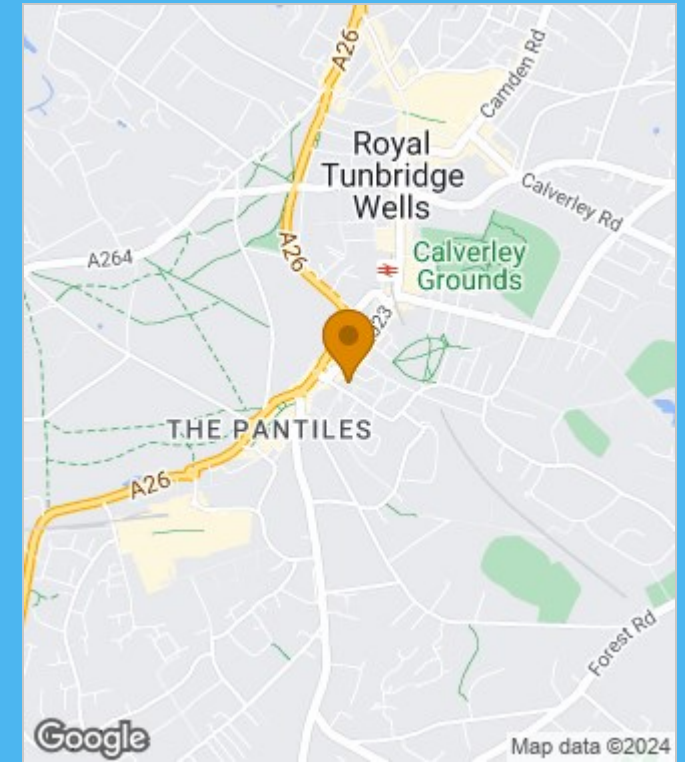 A26
Camden Rd
Royal
Tunbridge
Wells
Calverley Rd
A264
A26
Calverley
Grounds
THE PANTILES
A26
Forest Rd
Google
Map data ©2024